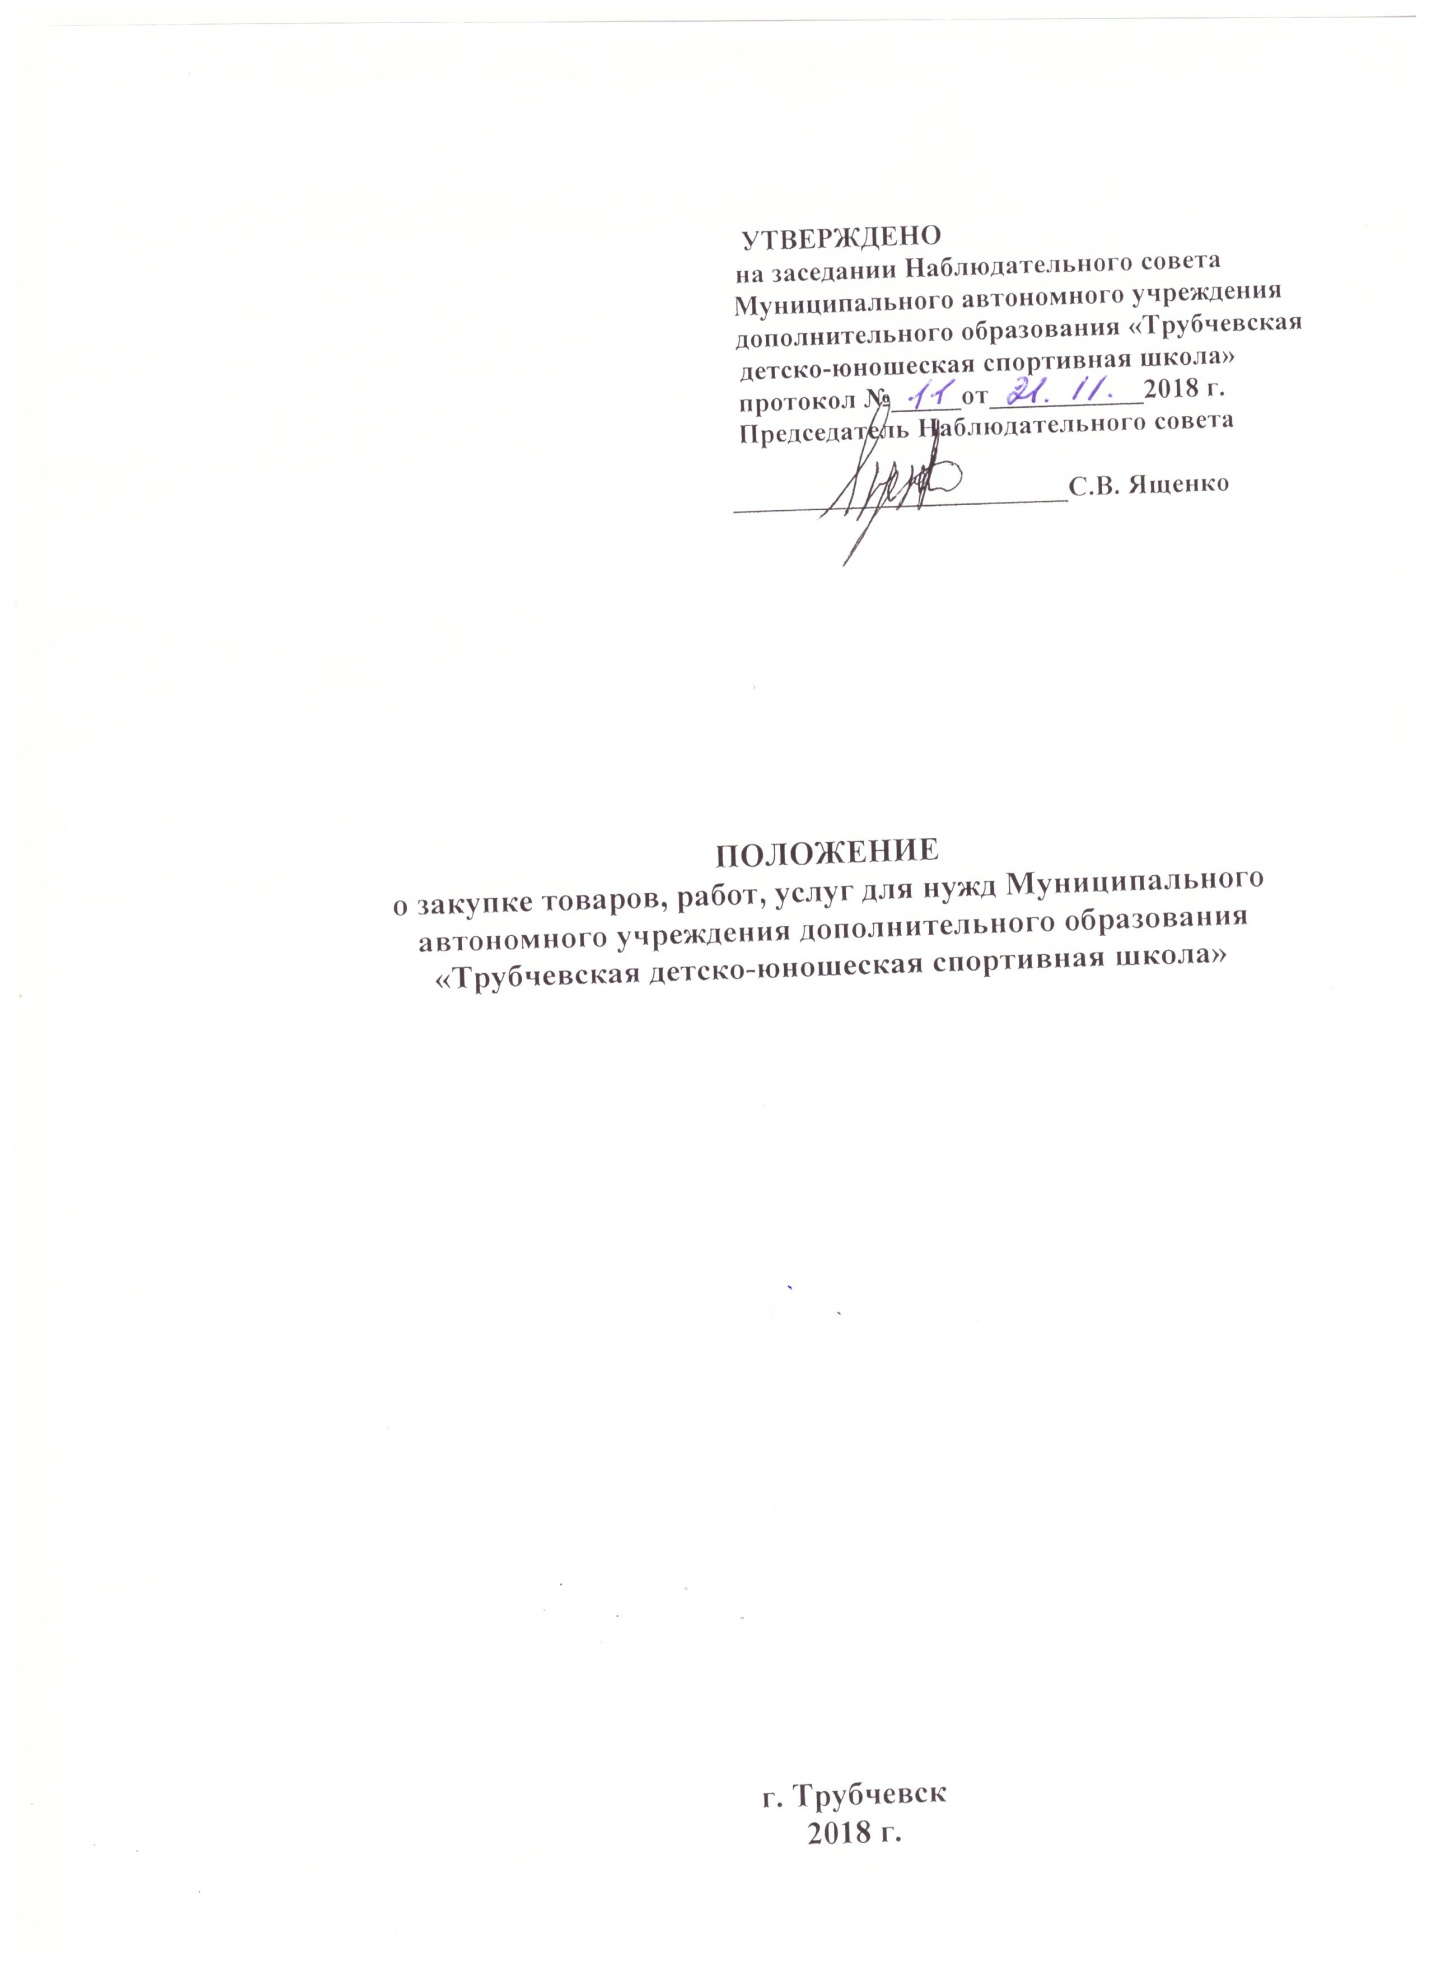 УТВЕРЖДЕНО
на заседании Наблюдательного совета
Муниципального автономного учреждения
дополнительного образования «Трубчевская
детско-юношеская спортивная школа»
протокол № 11 от 21. 11. 2018 г.
Председатель Наблюдательного совета
С.В. Ященко
ПОЛОЖЕНИЕ
о закупке товаров, работ, услуг для нужд Муниципального
автономного учреждения дополнительного образования
«Трубчевская детско-юношеская спортивная школа»
г. Трубчевск
2018 г.